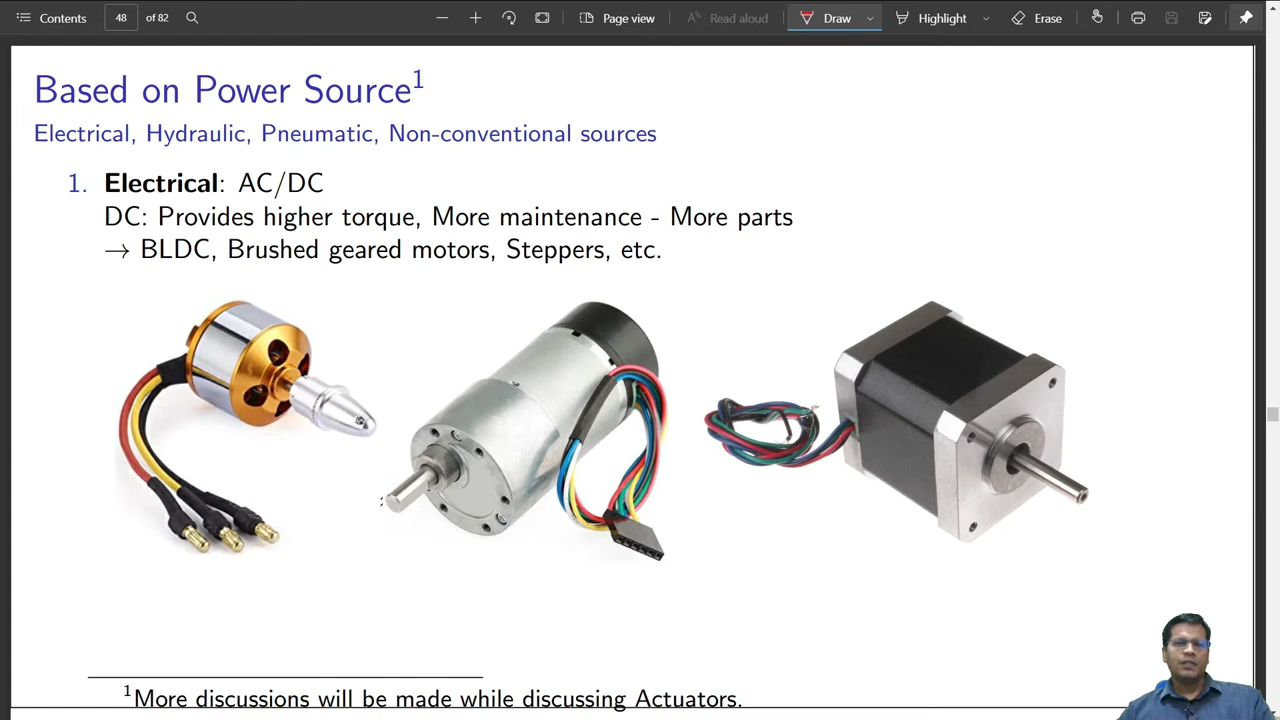 Contents
48
of 82
Page view
Read aloud
Draw
Highlight
Erase
Based on Power Source¹
Electrical, Hydraulic, Pneumatic, Non-conventional sources
1. Electrical: AC/DC
DC: Provides higher torque, More maintenance - More parts
→ BLDC, Brushed geared motors, Steppers, etc.
¹More discussions will be made while discussing Actuators.